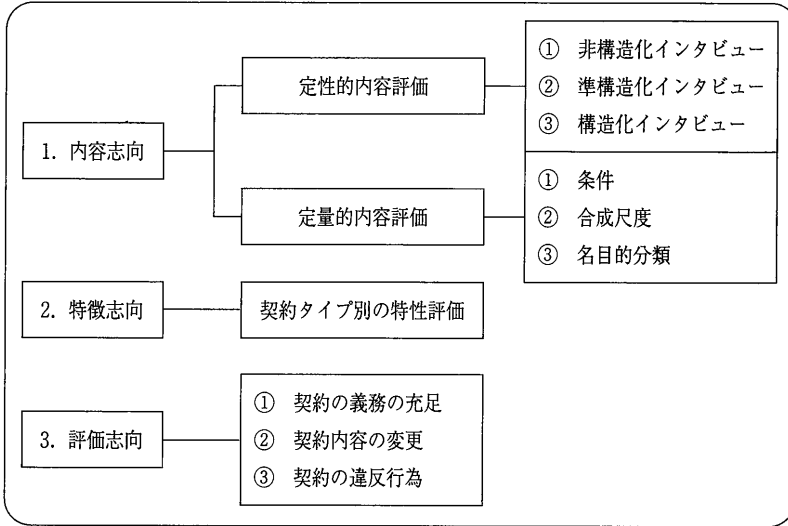 1. 内容志向
定性的内容評価
① 非構造化インタビュー
② 準構造化インタビュー
③ 構造化インタビュー
定量的内容評価
① 条件
② 合成尺度
③ 名目的分類
2. 特徴志向
契約タイプ別の特性評価
3. 評価志向
① 契約の義務の充足
② 契約内容の変更
③ 契約の違反行為